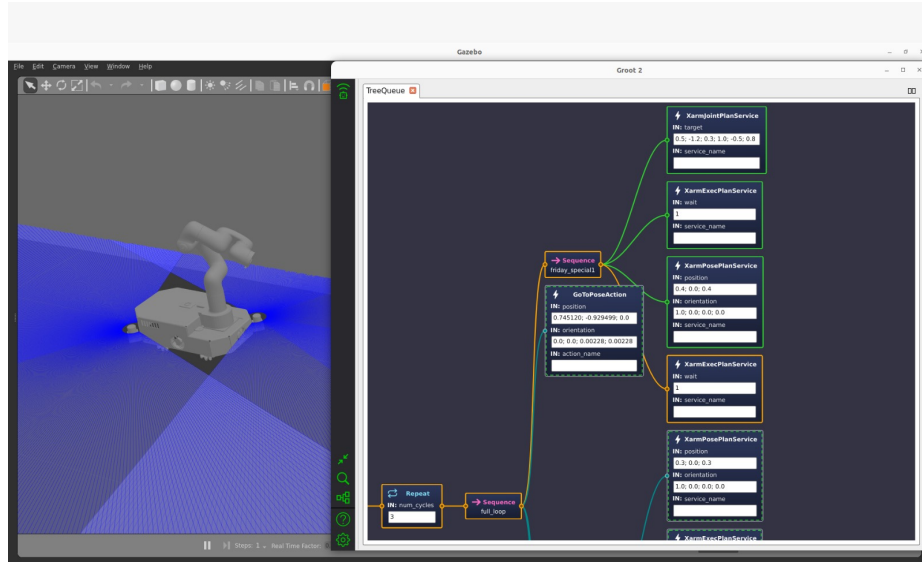 Gazebo
File Edit Camera View Window Help
Groot 2
TreeQueue
XarmJointPlanService
IN: target
0.5; -1.2; 0.3; 1.0; -0.5; 0.8
IN: service_name
XarmExecPlanService
IN: wait
1
IN: service_name
Sequence
friday_special1
XarmPosePlanService
IN: position
0.4; 0.0; 0.4
IN: orientation
1.0; 0.0; 0.0; 0.0
IN: service_name
GoToPoseAction
IN: position
0.745120; -0.929499; 0.0
IN: orientation
0.0; 0.0; 0.00228; 0.00228
IN: action_name
XarmExecPlanService
IN: wait
1
IN: service_name
XarmPosePlanService
IN: position
0.3; 0.0; 0.3
IN: orientation
1.0; 0.0; 0.0; 0.0
IN: service_name
Repeat
IN: num_cycles
3
Sequence
full_loop
XarmExecPlanService
Steps: 1 Real Time Factor: